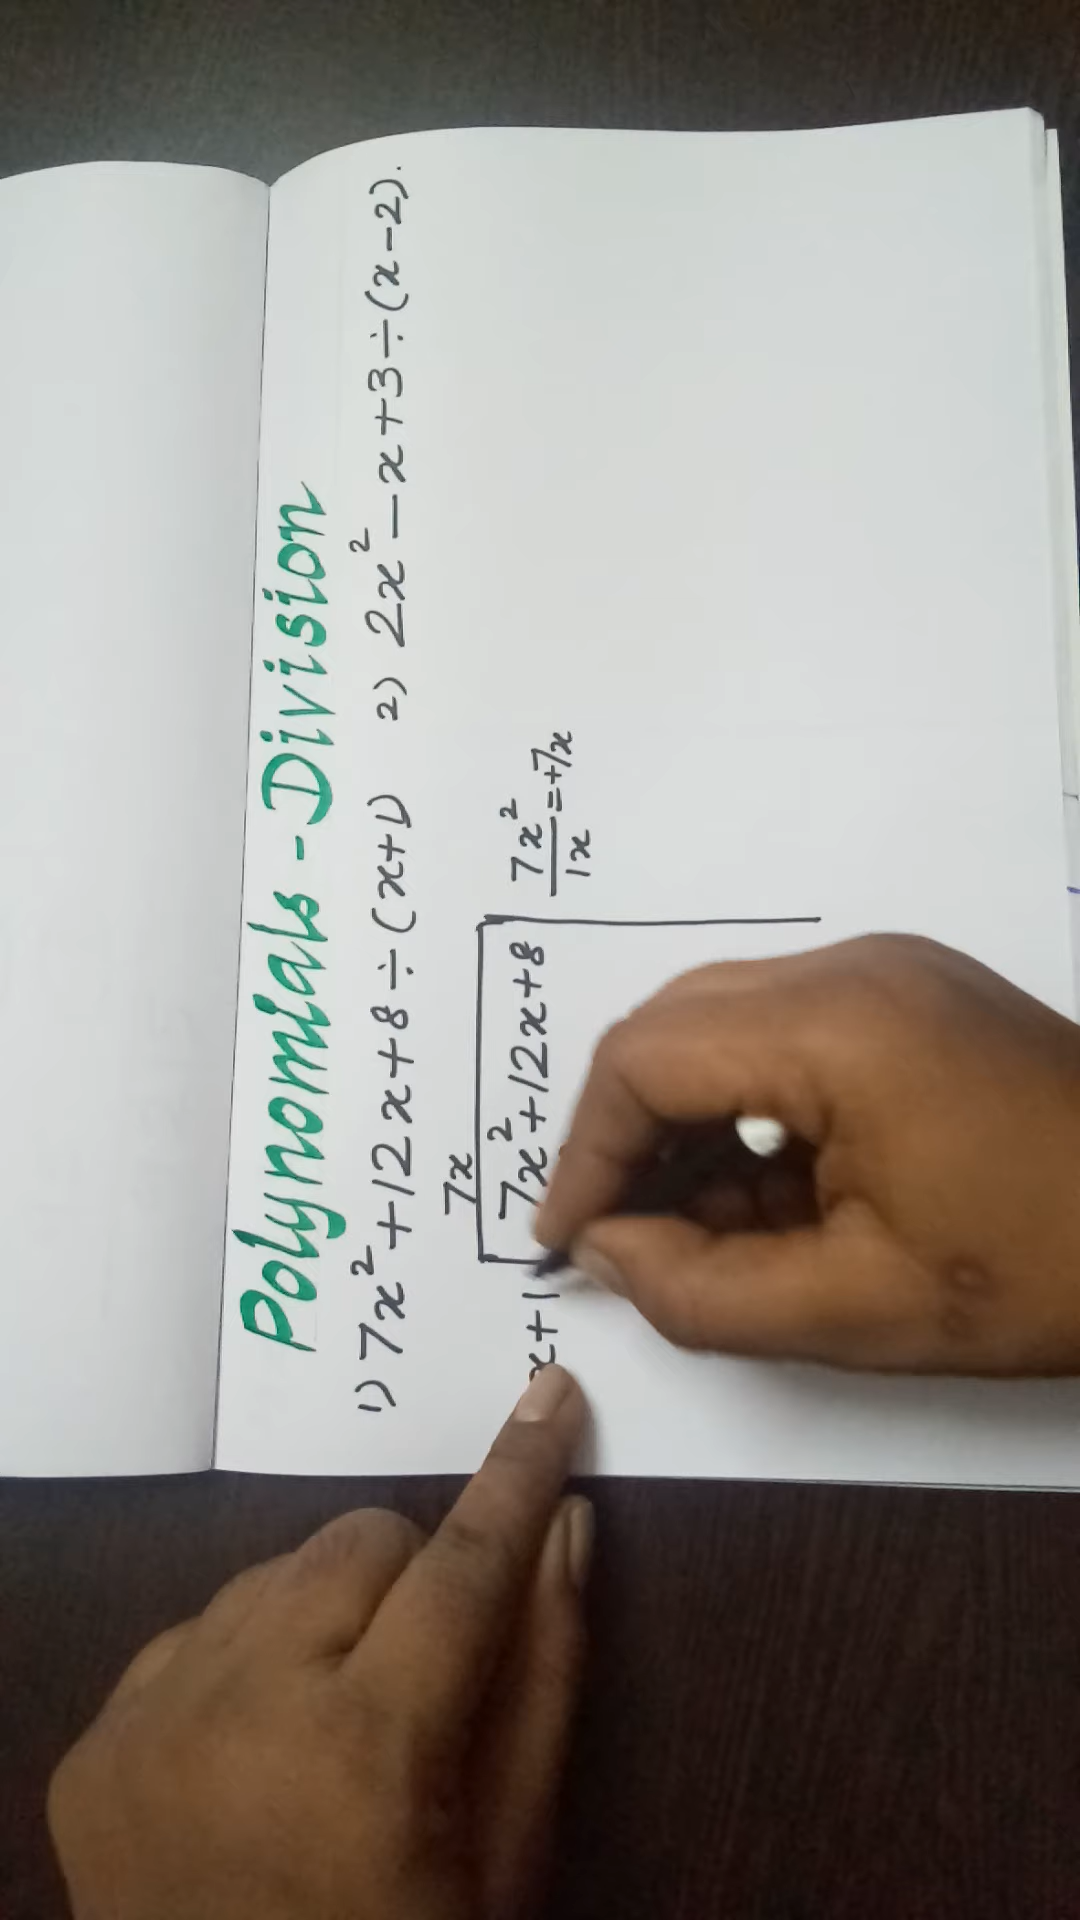 Polynomials - Division
1) 7x²+12x+8÷(x+1) 2) 2x²-x+3÷(x-2).
7x
x+1 7x²+12x+8 7x²/1x=+7x